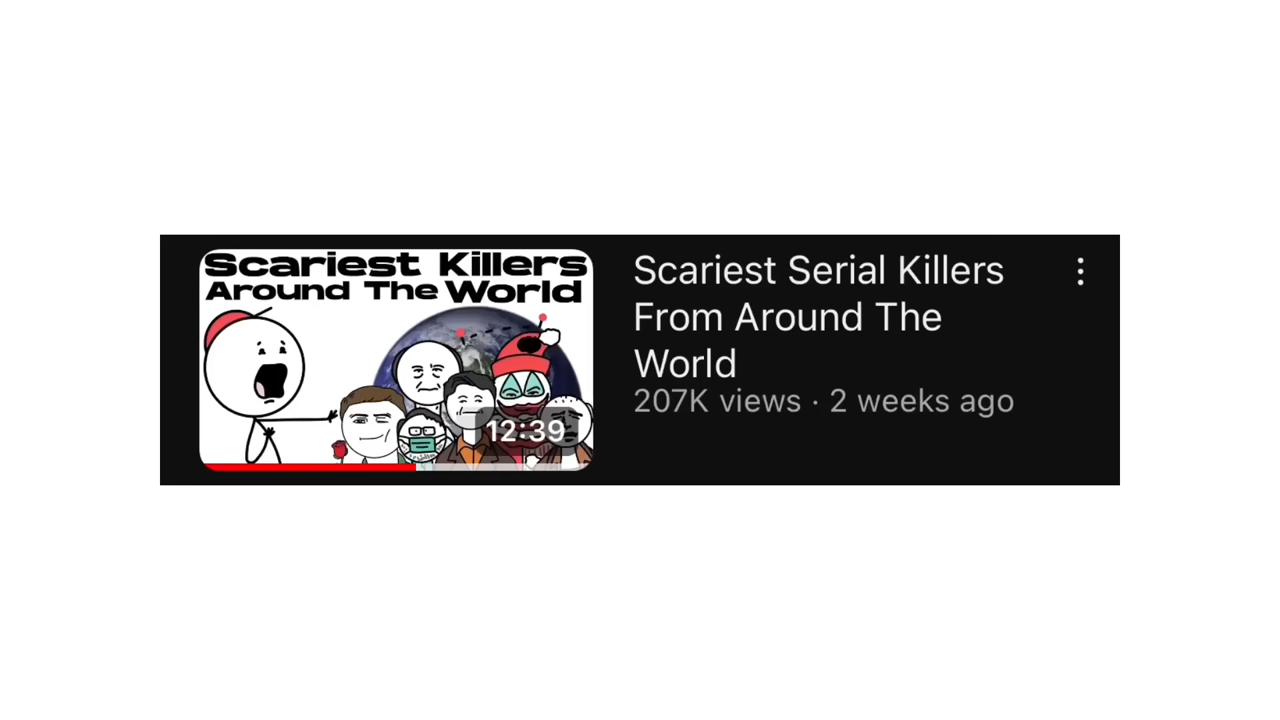 Scariest Killers
Around The World
12:39
Scariest Serial Killers
From Around The
World
207K views · 2 weeks ago